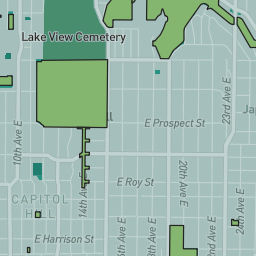 Lake View Cemetery
23rd Ave E
E Prospect St
10th Ave E
20th Ave E
E Roy St
CAPITOL
HILL
14th Ave E
24th Ave E
E Harrison St